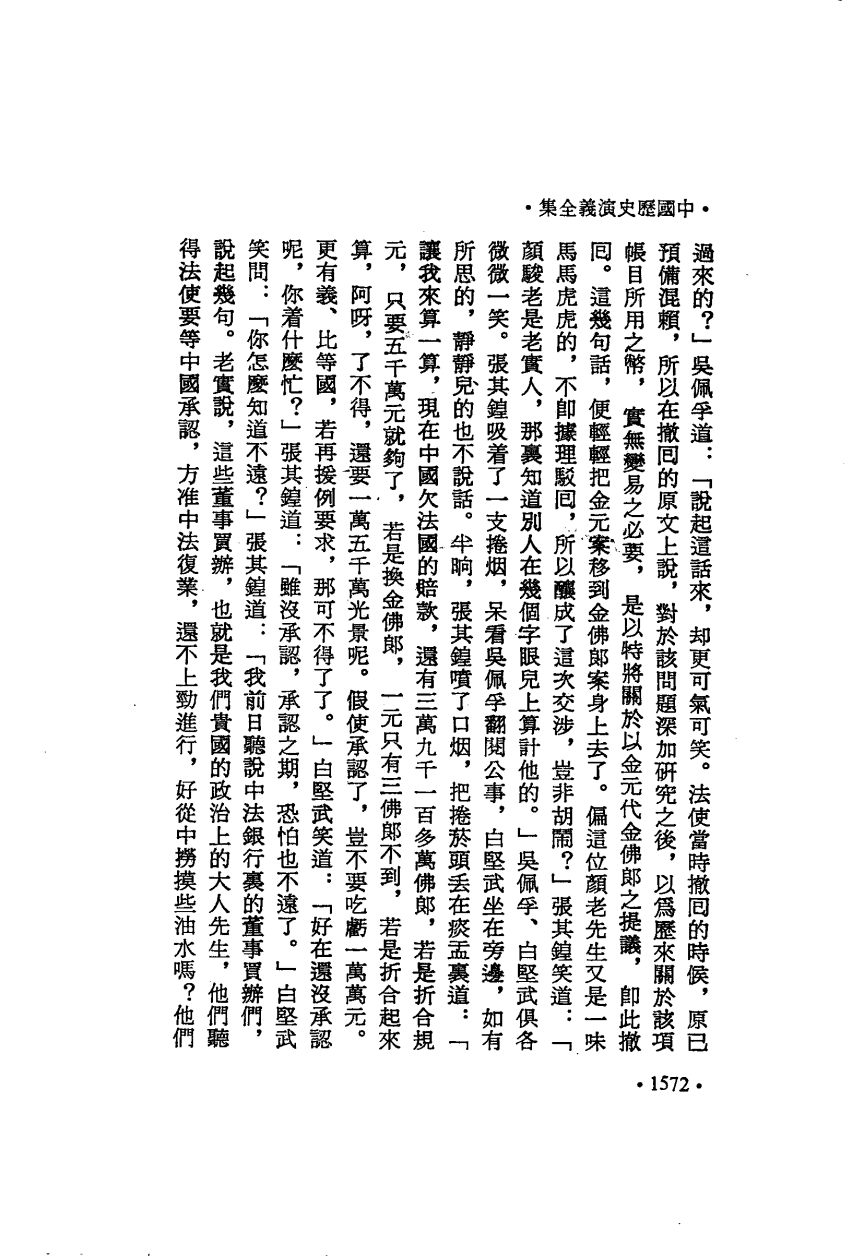 •中國歷史演義全集•
過來的?」吳佩孚道:「說起這話來,却更可氣可笑。法使當時撤囘的時候,原已
預備混賴,所以在撤囘的原文上說,對於該問題深加研究之後,以爲歷來關於該項
帳目所用之幣,實無變易之必要,是以特將關於以金元代金佛郎之提議,卽此撤
囘。這幾句話,便輕輕把金元案移到金佛郎案身上去了。偏這位顏老先生又是一味
馬馬虎虎的,不卽據理駁囘,所以釀成了這次交涉,豈非胡鬧?」張其鍠笑道:「
顏駿老是老實人,那裏知道別人在幾個字眼兒上算計他的。」吳佩孚、白堅武俱各
微微一笑。張其鍠吸着了一支捲烟,呆看吳佩孚翻閱公事,白堅武坐在旁邊,如有
所思的,靜靜兒的也不說話。半晌,張其鍠噴了口烟,把捲菸頭丢在痰盂裏道:「
讓我來算一算,現在中國欠法國的賠款,還有三萬九千一百多萬佛郎,若是折合規
元,只要五千萬元就夠了,若是換金佛郎,一元只有三佛郎不到,若是折合起來
算,阿呀,了不得,還要一萬五千萬光景呢。假使承認了,豈不要吃虧一萬萬元。
更有義、比等國,若再援例要求,那可不得了了。」白堅武笑道:「好在還沒承認
呢,你着什麼忙?」張其鍠道:「雖沒承認,承認之期,恐怕也不遠了。」白堅武
笑問:「你怎麼知道不遠?」張其鍠道:「我前日聽說中法銀行裏的董事買辦們,
說起幾句。老實說,這些董事買辦,也就是我們貴國的政治上的大人先生,他們聽
得法使要等中國承認,方准中法復業,還不上勁進行,好從中撈摸些油水嗎?他們
•1572•